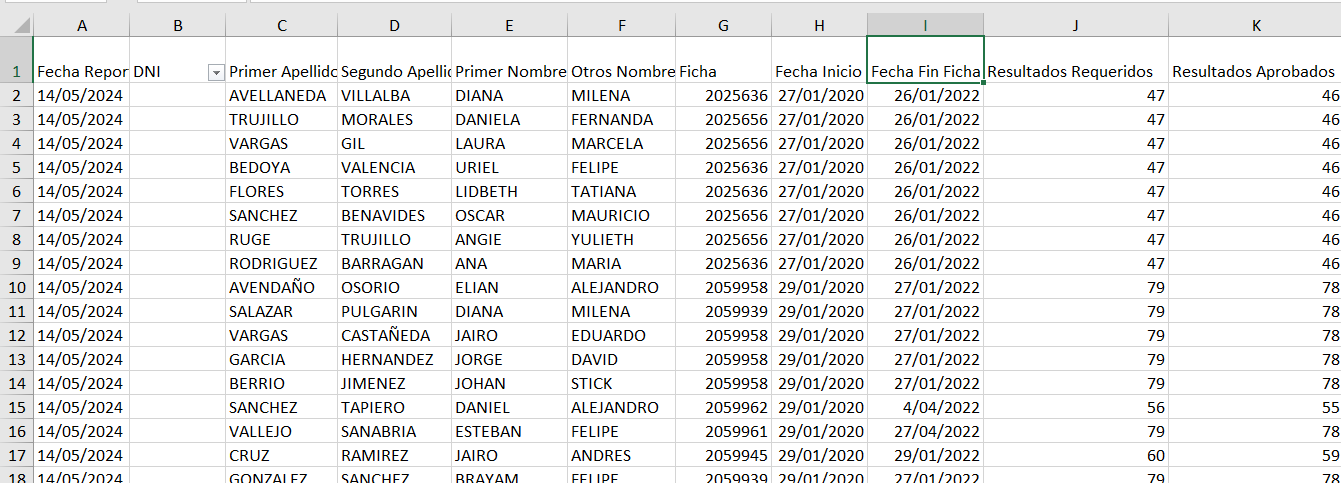 A B C D E F G H I J K
1 Fecha Repor DNI Primer Apellido Segundo Apellic Primer Nombre Otros Nombre Ficha Fecha Inicio Fecha Fin Ficha Resultados Requeridos Resultados Aprobados
2 14/05/2024 AVELLANEDA VILLALBA DIANA MILENA 2025636 27/01/2020 26/01/2022 47 46
3 14/05/2024 TRUJILLO MORALES DANIELA FERNANDA 2025656 27/01/2020 26/01/2022 47 46
4 14/05/2024 VARGAS GIL LAURA MARCELA 2025656 27/01/2020 26/01/2022 47 46
5 14/05/2024 BEDOYA VALENCIA URIEL FELIPE 2025636 27/01/2020 26/01/2022 47 46
6 14/05/2024 FLORES TORRES LIDBETH TATIANA 2025636 27/01/2020 26/01/2022 47 46
7 14/05/2024 SANCHEZ BENAVIDES OSCAR MAURICIO 2025656 27/01/2020 26/01/2022 47 46
8 14/05/2024 RUGE TRUJILLO ANGIE YULIETH 2025656 27/01/2020 26/01/2022 47 46
9 14/05/2024 RODRIGUEZ BARRAGAN ANA MARIA 2025636 27/01/2020 26/01/2022 47 46
10 14/05/2024 AVENDAÑO OSORIO ELIAN ALEJANDRO 2059958 29/01/2020 27/01/2022 79 78
11 14/05/2024 SALAZAR PULGARIN DIANA MILENA 2059939 29/01/2020 27/01/2022 79 78
12 14/05/2024 VARGAS CASTAÑEDA JAIRO EDUARDO 2059958 29/01/2020 27/01/2022 79 78
13 14/05/2024 GARCIA HERNANDEZ JORGE DAVID 2059958 29/01/2020 27/01/2022 79 78
14 14/05/2024 BERRIO JIMENEZ JOHAN STICK 2059958 29/01/2020 27/01/2022 79 78
15 14/05/2024 SANCHEZ TAPIERO DANIEL ALEJANDRO 2059962 29/01/2020 4/04/2022 56 55
16 14/05/2024 VALLEJO SANABRIA ESTEBAN FELIPE 2059961 29/01/2020 27/04/2022 79 78
17 14/05/2024 CRUZ RAMIREZ JAIRO ANDRES 2059945 29/01/2020 29/01/2022 60 59
18 14/05/2024 GONZALEZ SANCHEZ BRAYAM FELIPE 2059939 29/01/2020 27/01/2022 79 78